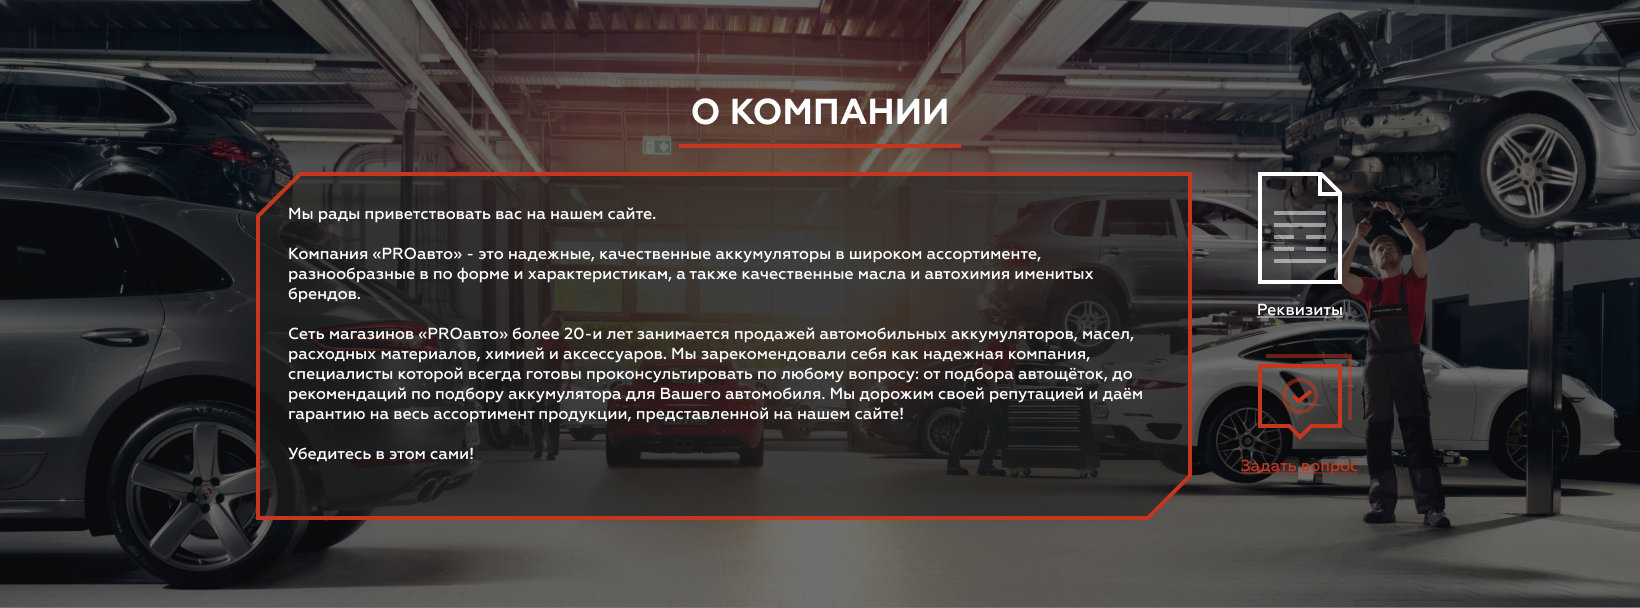 О КОМПАНИИ
Мы рады приветствовать вас на нашем сайте.
Компания «PROавто» - это надежные, качественные аккумуляторы в широком ассортименте,
разнообразные в по форме и характеристикам, а также качественные масла и автохимия именитых
брендов.
Сеть магазинов «PROавто» более 20-и лет занимается продажей автомобильных аккумуляторов, масел,
расходных материалов, химией и аксессуаров. Мы зарекомендовали себя как надежная компания,
специалисты которой всегда готовы проконсультировать по любому вопросу: от подбора автощёток, до
рекомендаций по подбору аккумулятора для Вашего автомобиля. Мы дорожим своей репутацией и даём
гарантию на весь ассортимент продукции, представленной на нашем сайте!
Убедитесь в этом сами!
Реквизиты
Задать вопрос